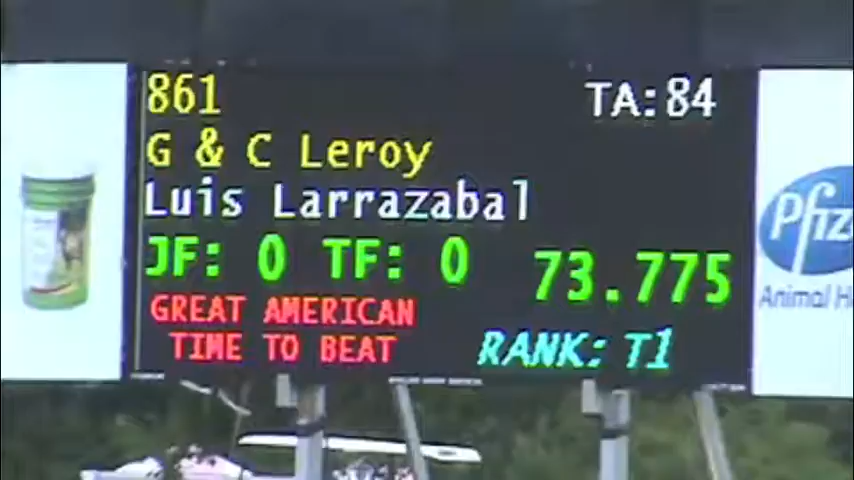 861
TA:84
G & C Leroy
Luis Larrazabal
JF: 0 TF: 0 73.775
GREAT AMERICAN
TIME TO BEAT
RANK: T1
Pfiz
Animal H